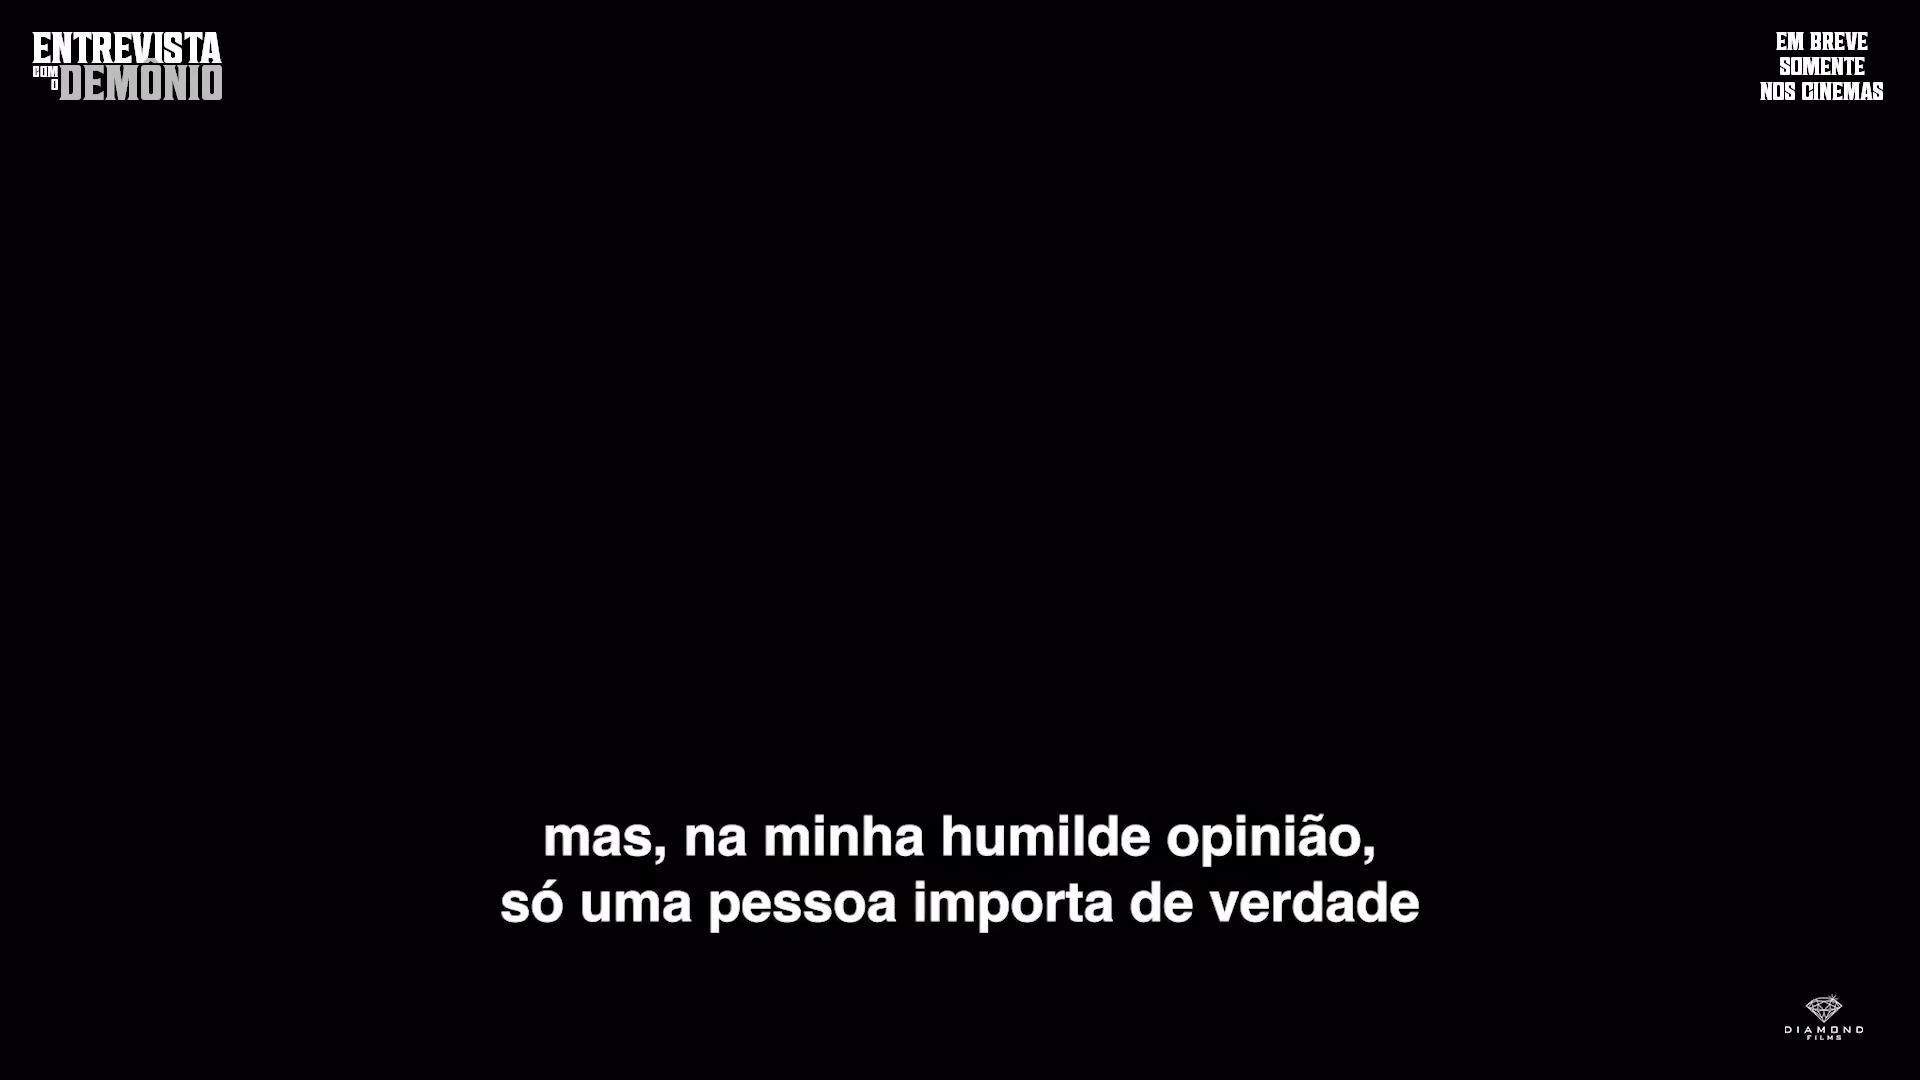 ENTREVISTA
COM O DEMÔNIO
EM BREVE
SOMENTE
NOS CINEMAS
mas, na minha humilde opinião,
só uma pessoa importa de verdade
DIAMOND
FILMS